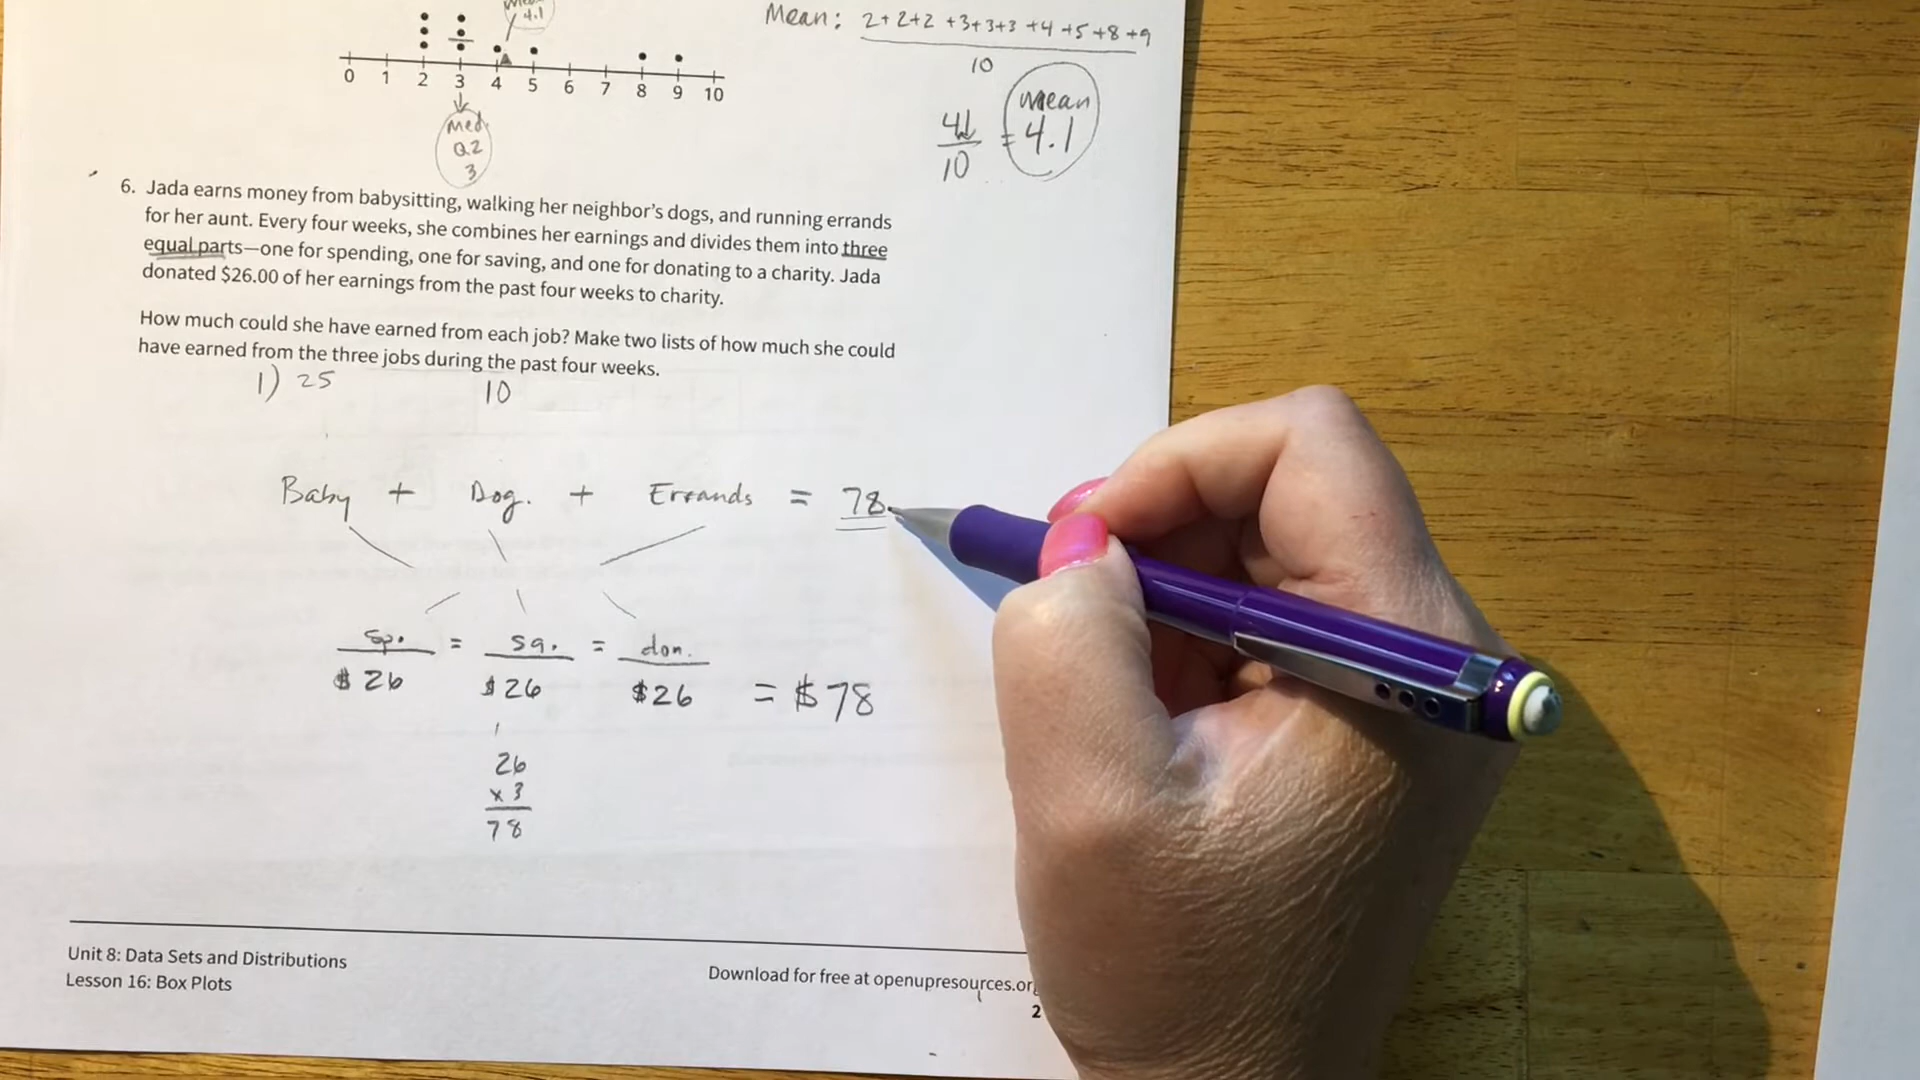 4.1
0 1 2 3 4 5 6 7 8 9 10
Med.
Q.2
3
Mean: 2+2+2 +3+3+3 +4 +5 +8 +9
10
41
10
=
Mean
4.1
6. Jada earns money from babysitting, walking her neighbor's dogs, and running errands
for her aunt. Every four weeks, she combines her earnings and divides them into three
equal parts—one for spending, one for saving, and one for donating to a charity. Jada
donated $26.00 of her earnings from the past four weeks to charity.
How much could she have earned from each job? Make two lists of how much she could
have earned from the three jobs during the past four weeks.
1) 25 10
Baby + Dog. + Errands = 78.
Sp. = sa. = don.
$26 $26 $26 = $78
1
26
x 3
78
Unit 8: Data Sets and Distributions
Lesson 16: Box Plots
Download for free at openupresources.org
2